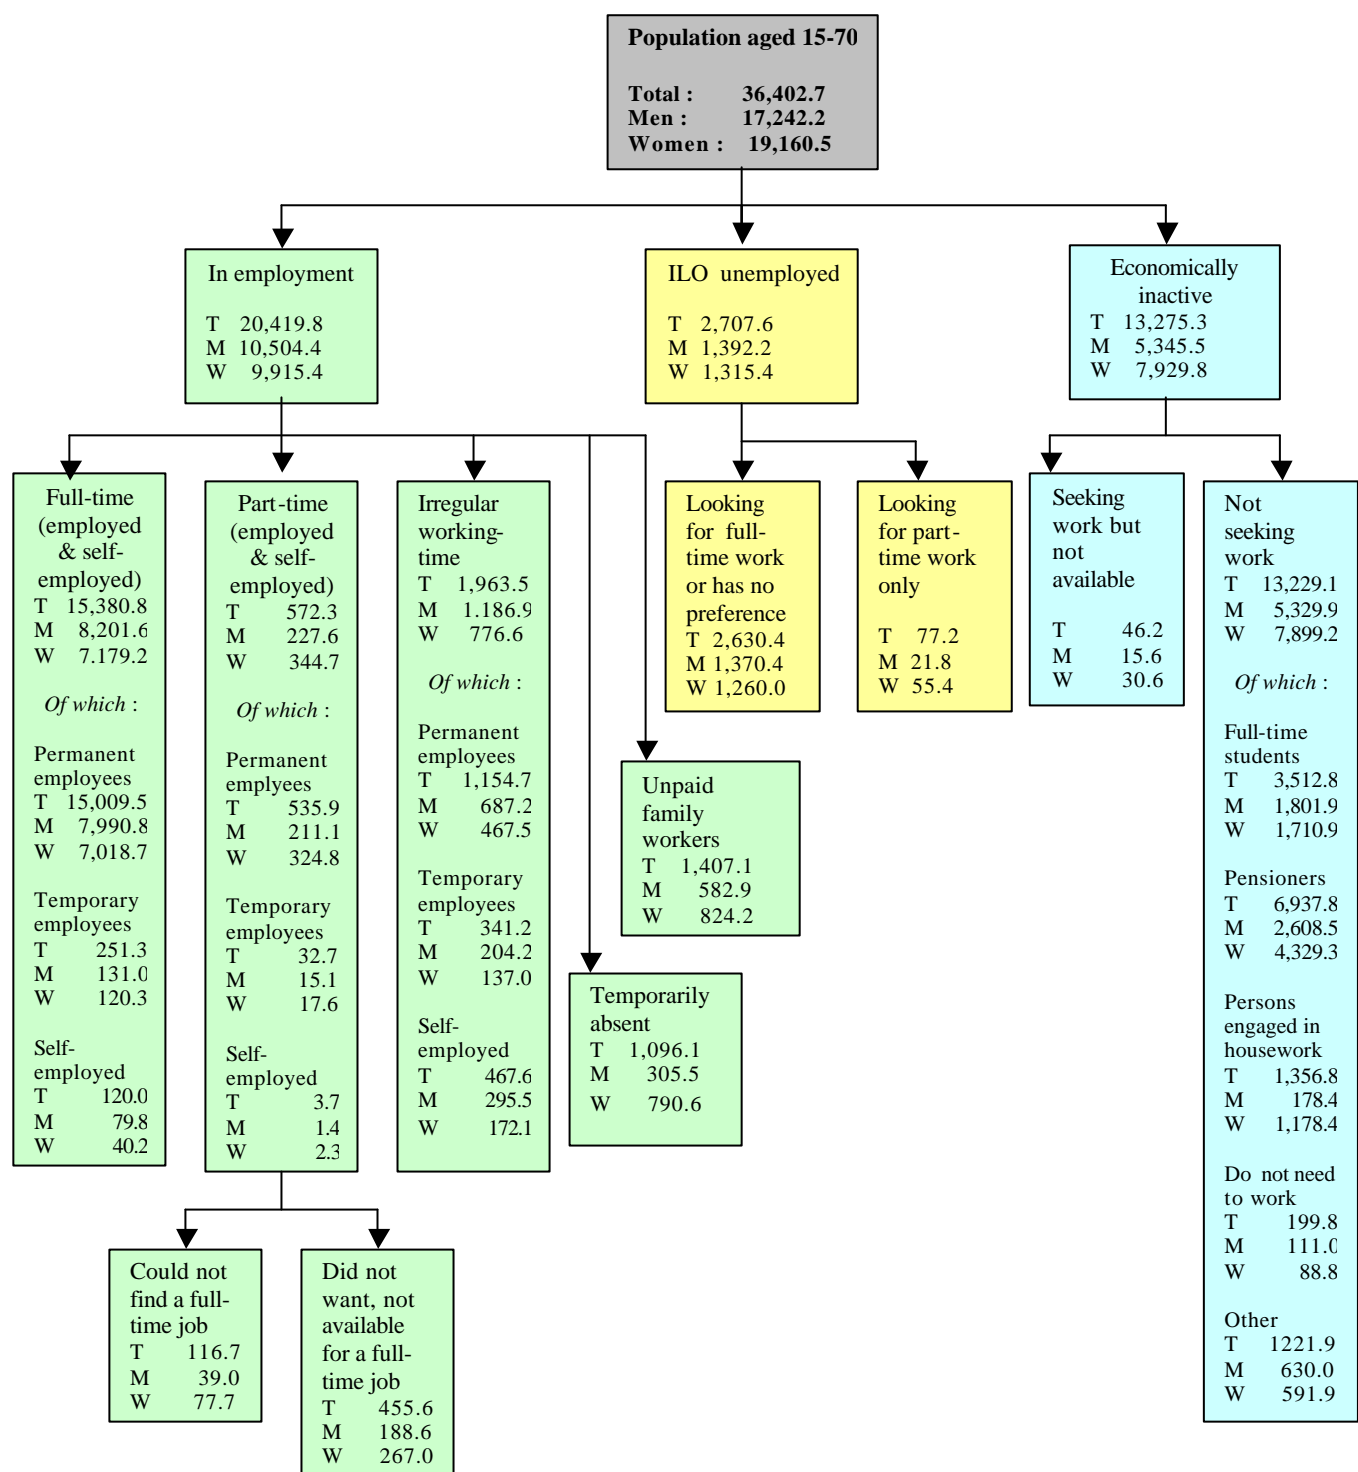 Population aged 15-70
Total : 36,402.7
Men : 17,242.2
Women : 19,160.5
In employment
T 20,419.8
M 10,504.4
W 9,915.4
ILO unemployed
T 2,707.6
M 1,392.2
W 1,315.4
Economically
inactive
T 13,275.3
M 5,345.5
W 7,929.8
Full-time
(employed
& self-
employed)
T 15,380.8
M 8,201.6
W 7.179.2
Of which :
Permanent
employees
T 15,009.5
M 7,990.8
W 7,018.7
Temporary
employees
T 251.3
M 131.0
W 120.3
Self-
employed
T 120.0
M 79.8
W 40.2
Part-time
(employed
& self-
employed)
T 572.3
M 227.6
W 344.7
Of which :
Permanent
emplyees
T 535.9
M 211.1
W 324.8
Temporary
employees
T 32.7
M 15.1
W 17.6
Self-
employed
T 3.7
M 1.4
W 2.3
Irregular
working-
time
T 1,963.5
M 1.186.9
W 776.6
Of which :
Permanent
employees
T 1,154.7
M 687.2
W 467.5
Temporary
employees
T 341.2
M 204.2
W 137.0
Self-
employed
T 467.6
M 295.5
W 172.1
Temporarily
absent
T 1,096.1
M 305.5
W 790.6
Unpaid
family
workers
T 1,407.1
M 582.9
W 824.2
Looking
for full-
time work
or has no
preference
T 2,630.4
M 1,370.4
W 1,260.0
Looking
for part-
time work
only
T 77.2
M 21.8
W 55.4
Seeking
work but
not
available
T 46.2
M 15.6
W 30.6
Not
seeking
work
T 13,229.1
M 5,329.9
W 7,899.2
Of which :
Full-time
students
T 3,512.8
M 1,801.9
W 1,710.9
Pensioners
T 6,937.8
M 2,608.5
W 4,329.3
Persons
engaged in
housework
T 1,356.8
M 178.4
W 1,178.4
Do not need
to work
T 199.8
M 111.0
W 88.8
Other
T 1221.9
M 630.0
W 591.9
Could not
find a full-
time job
T 116.7
M 39.0
W 77.7
Did not
want, not
available
for a full-
time job
T 455.6
M 188.6
W 267.0